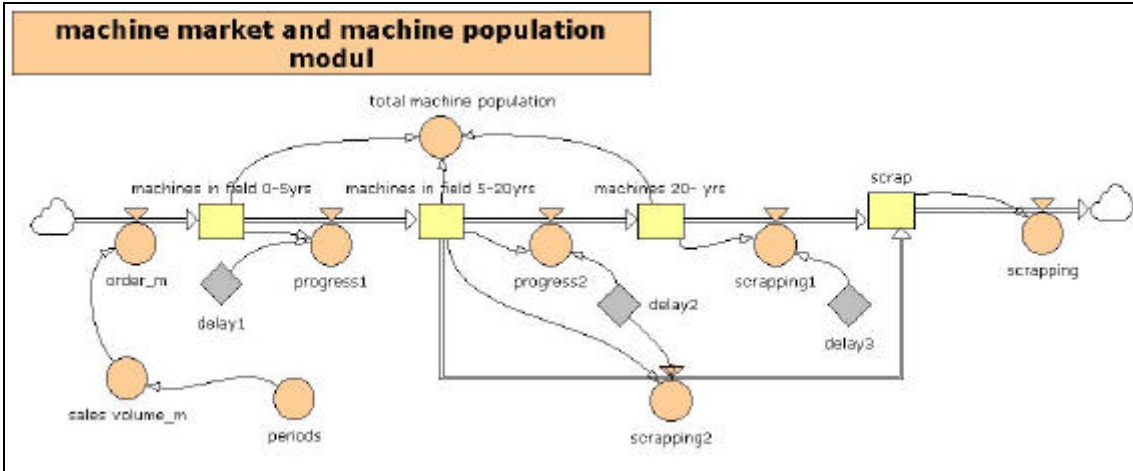 machine market and machine population
modul
total machine population
machines in field 0-5yrs
machines in field 5-20yrs
machines 20- yrs
scrap
order_m
progress1
progress2
scrapping1
scrapping
delay1
delay2
delay3
sales volume_m
periods
scrapping2